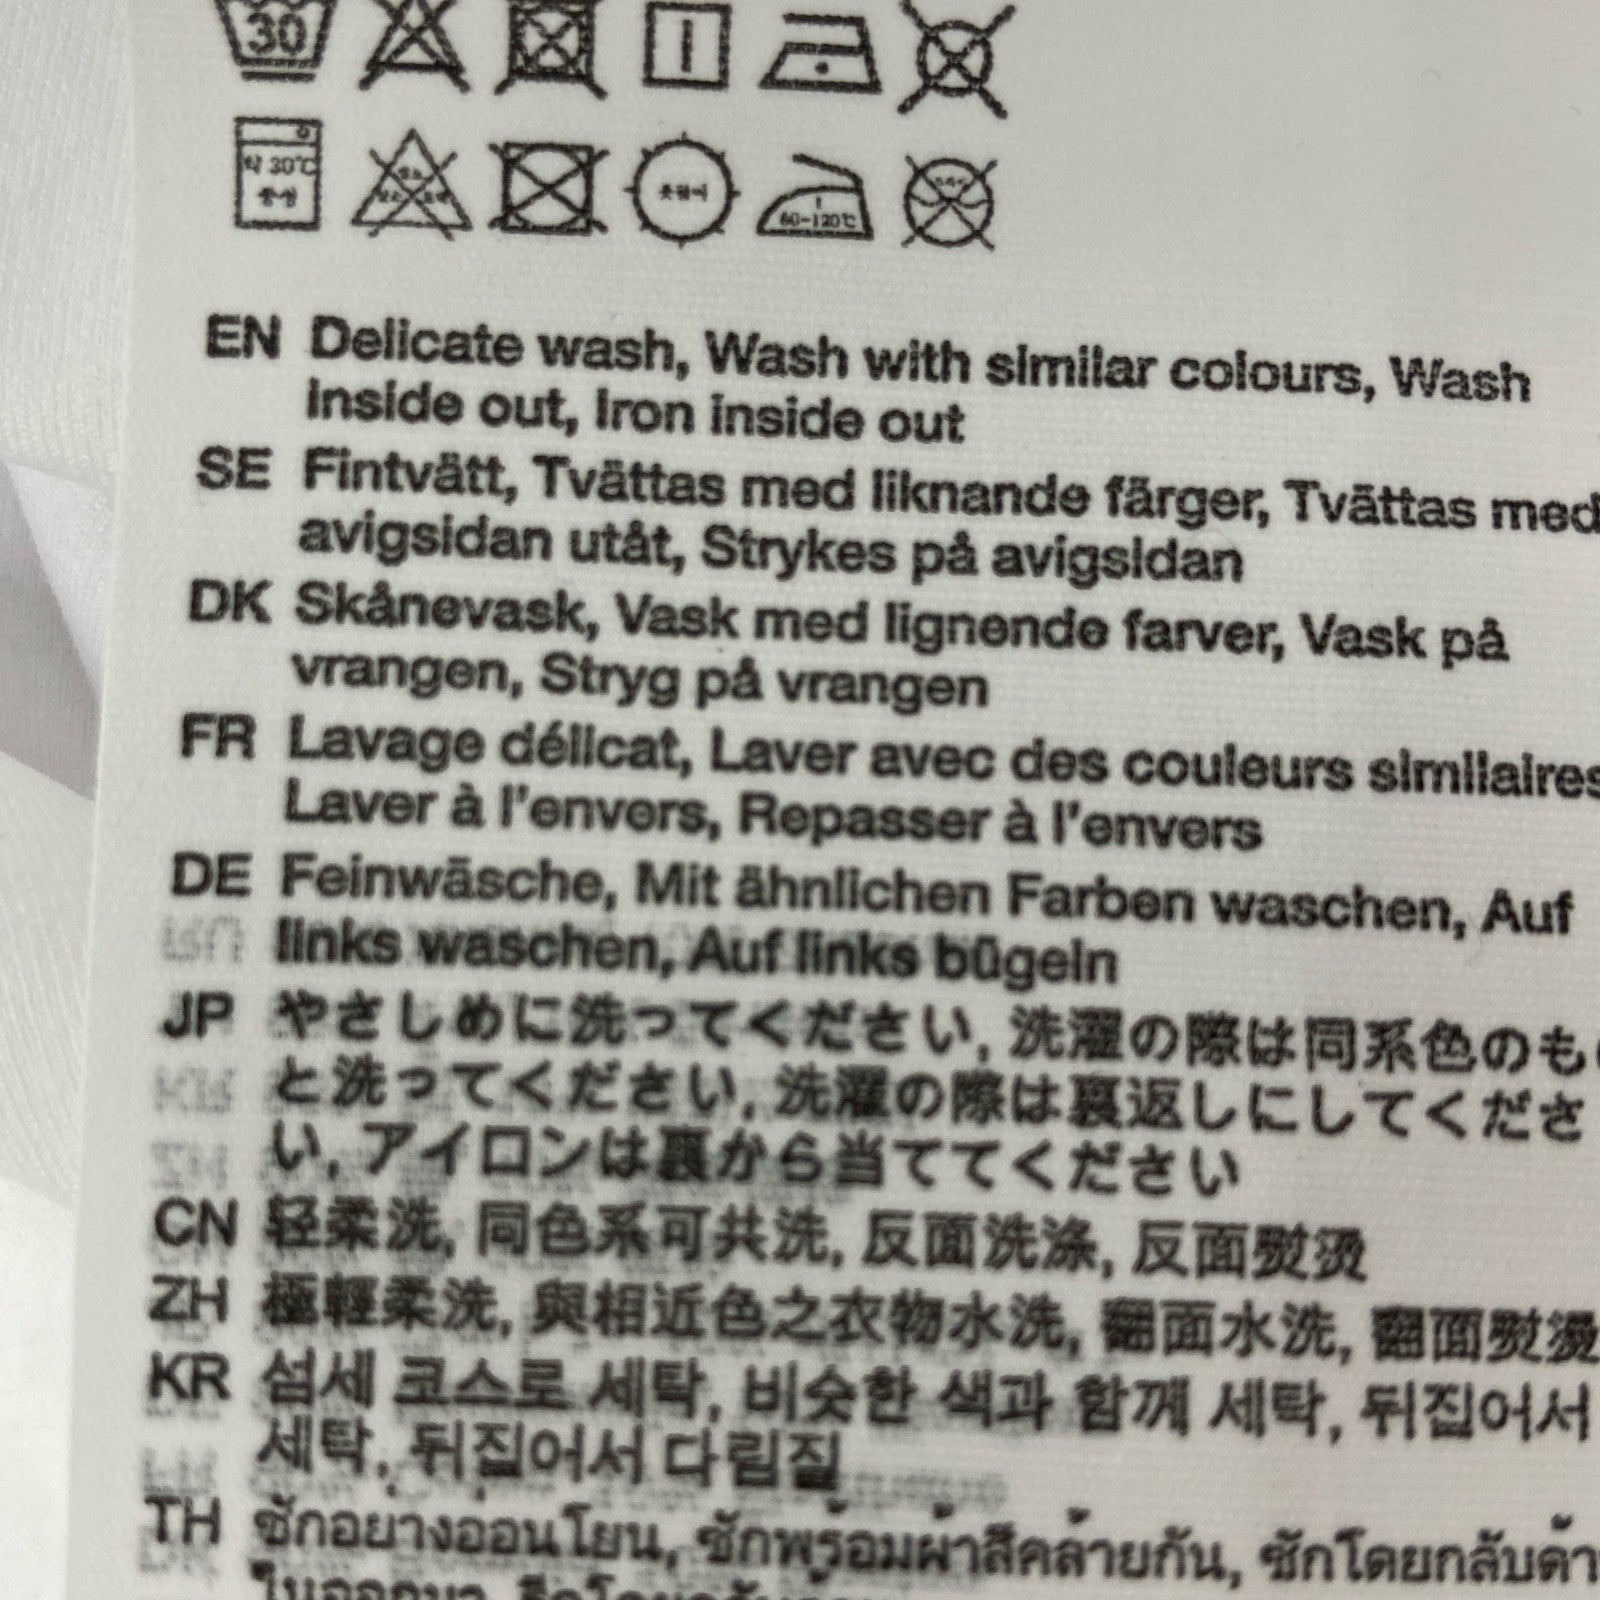 30
약 30℃
중성
60~120℃
EN Delicate wash, Wash with similar colours, Wash
inside out, Iron inside out
SE Fintvätt, Tvättas med liknande färger, Tvättas med
avigsidan utåt, Strykes på avigsidan
DK Skånevask, Vask med lignende farver, Vask på
vrangen, Stryg på vrangen
FR Lavage délicat, Laver avec des couleurs similaires
Laver à l'envers, Repasser à l'envers
DE Feinwäsche, Mit ähnlichen Farben waschen, Auf
links waschen, Auf links bügeln
JP やさしめに洗ってください, 洗濯の際は同系色のもの
と洗ってください, 洗濯の際は裏返しにしてくださ
い, アイロンは裏から当ててください
CN 轻柔洗, 同色系可共洗, 反面洗涤, 反面熨烫
ZH 極輕柔洗, 與相近色之衣物水洗, 翻面水洗, 翻面熨燙
KR 섬세 코스로 세탁, 비슷한 색과 함께 세탁, 뒤집어서
세탁, 뒤집어서 다림질
TH ซักอย่างอ่อนโยน, ซักพร้อมผ้าสีคล้ายกัน, ซักโดยกลับด้า